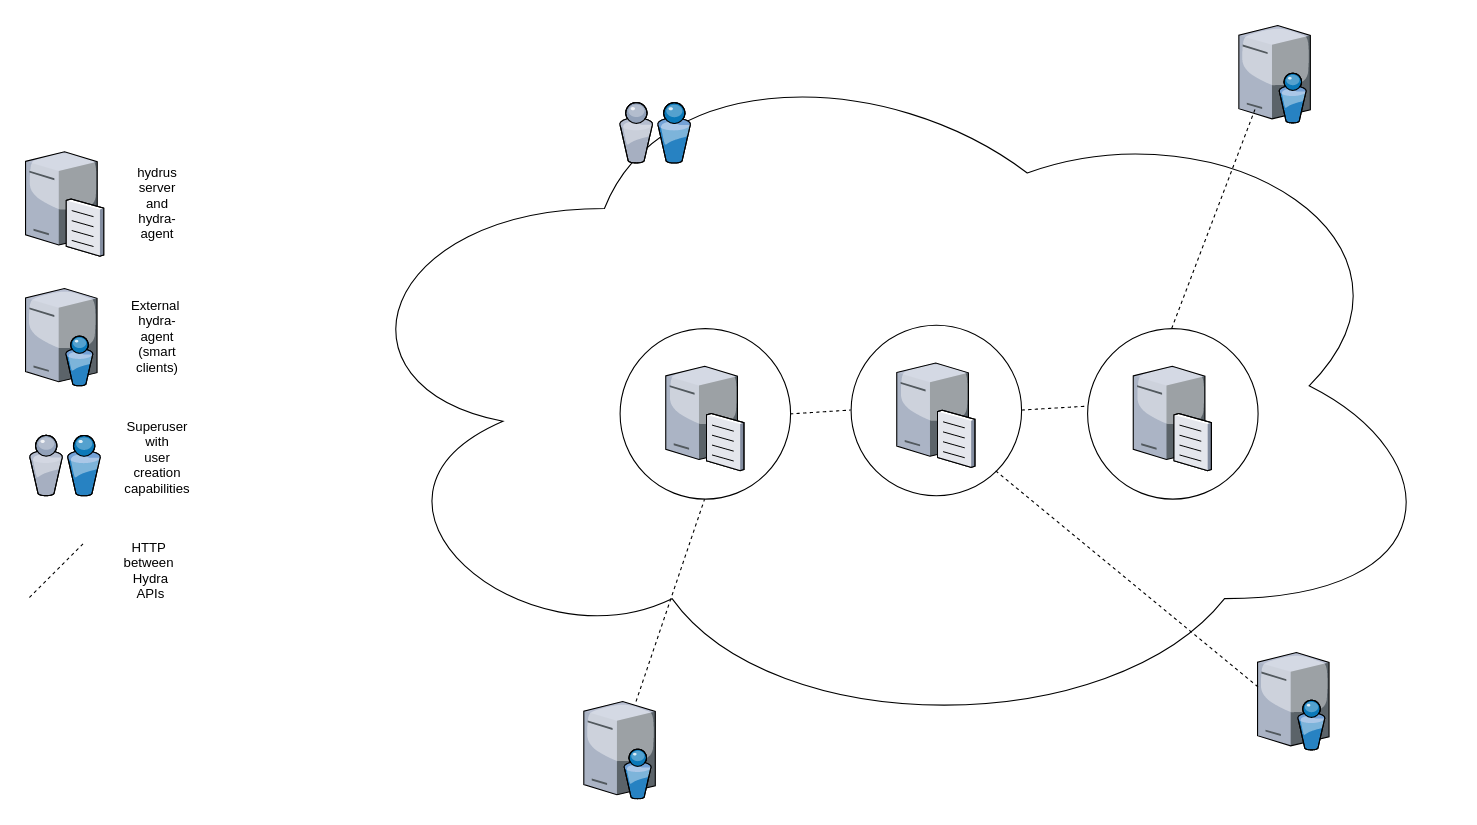 hydrus
server
and
hydra-
agent
External
hydra-
agent
(smart
clients)
Superuser
with
user
creation
capabilities
HTTP
between
Hydra
APIs